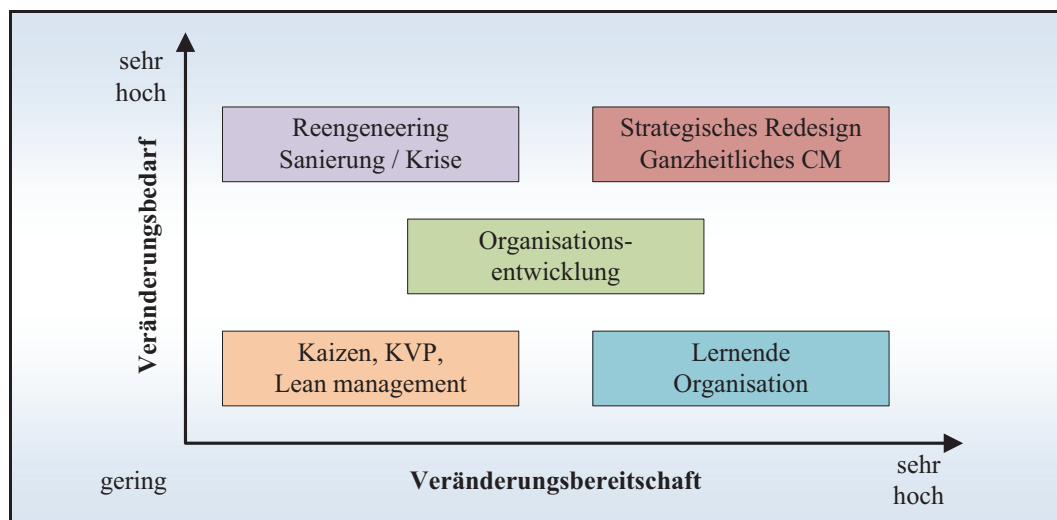 sehr
hoch
Reengeneering
Sanierung / Krise
Strategisches Redesign
Ganzheitliches CM
Veränderungsbedarf
Organisations-
entwicklung
Kaizen, KVP,
Lean management
Lernende
Organisation
gering
Veränderungsbereitschaft
sehr
hoch